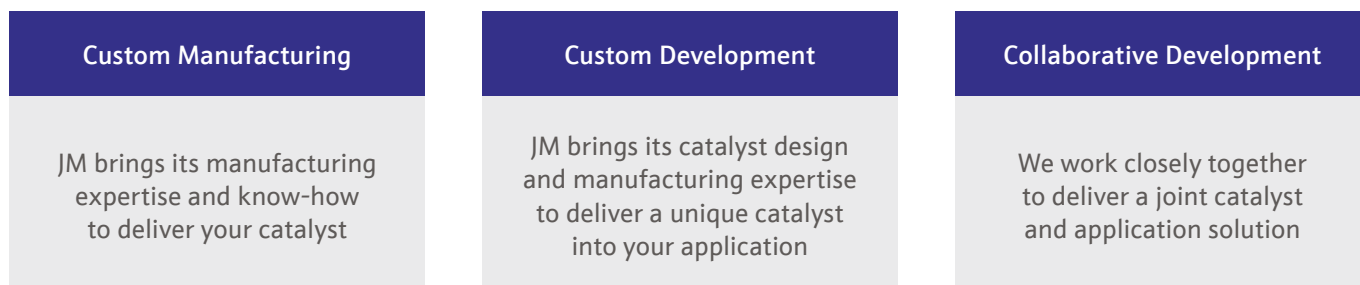 Custom Manufacturing
JM brings its manufacturing
expertise and know-how
to deliver your catalyst
Custom Development
JM brings its catalyst design
and manufacturing expertise
to deliver a unique catalyst
into your application
Collaborative Development
We work closely together
to deliver a joint catalyst
and application solution